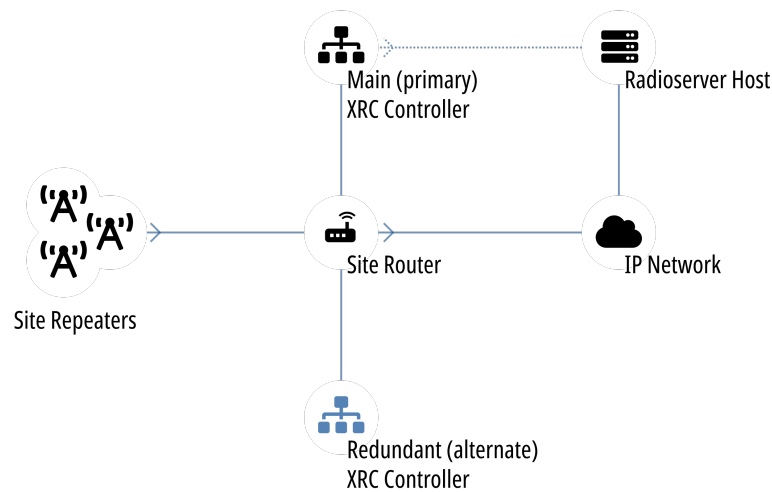 Main (primary)
XRC Controller
Radioserver Host
Site Router
IP Network
Site Repeaters
Redundant (alternate)
XRC Controller